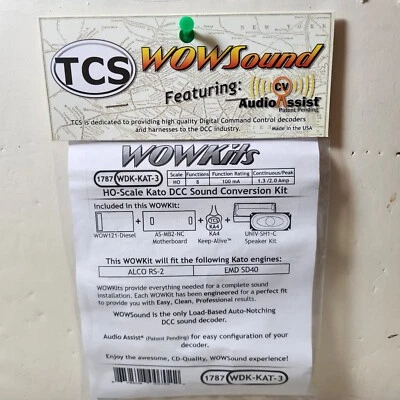 NEW YORK
TCS
WOWSound
Featuring:
CV
AudioAssist
Patent Pending
TCS is dedicated to providing high quality Digital Command Control decoders
and harnesses to the DCC industry.
Made in the USA
WOWKits
1787 WDK-KAT-3
Scale Functions Function Rating Continuous/Peak
HO 8 100 mA 1.3 /2.0 Amp
HO-Scale Kato DCC Sound Conversion Kit
Included in this WOWKit:
TCS
KA4
WOW121-Diesel AS-MB2-NC KA4 UNIV-SH1-C
Motherboard Keep-Alive™ Speaker Kit
This WOWKit will fit the following Kato engines:
ALCO RS-2 EMD SD40
WOWKits provide everything needed for a complete sound
installation. Each WOWKit has been engineered for a perfect fit
to provide you with Easy, Clean, Professional results.
WOWSound is the only Load-Based Auto-Notching
DCC sound decoder.
Audio Assist® (Patent Pending) for easy configuration of your
decoder.
Enjoy the awesome, CD-Quality, WOWSound experience!
1787 WDK-KAT-3